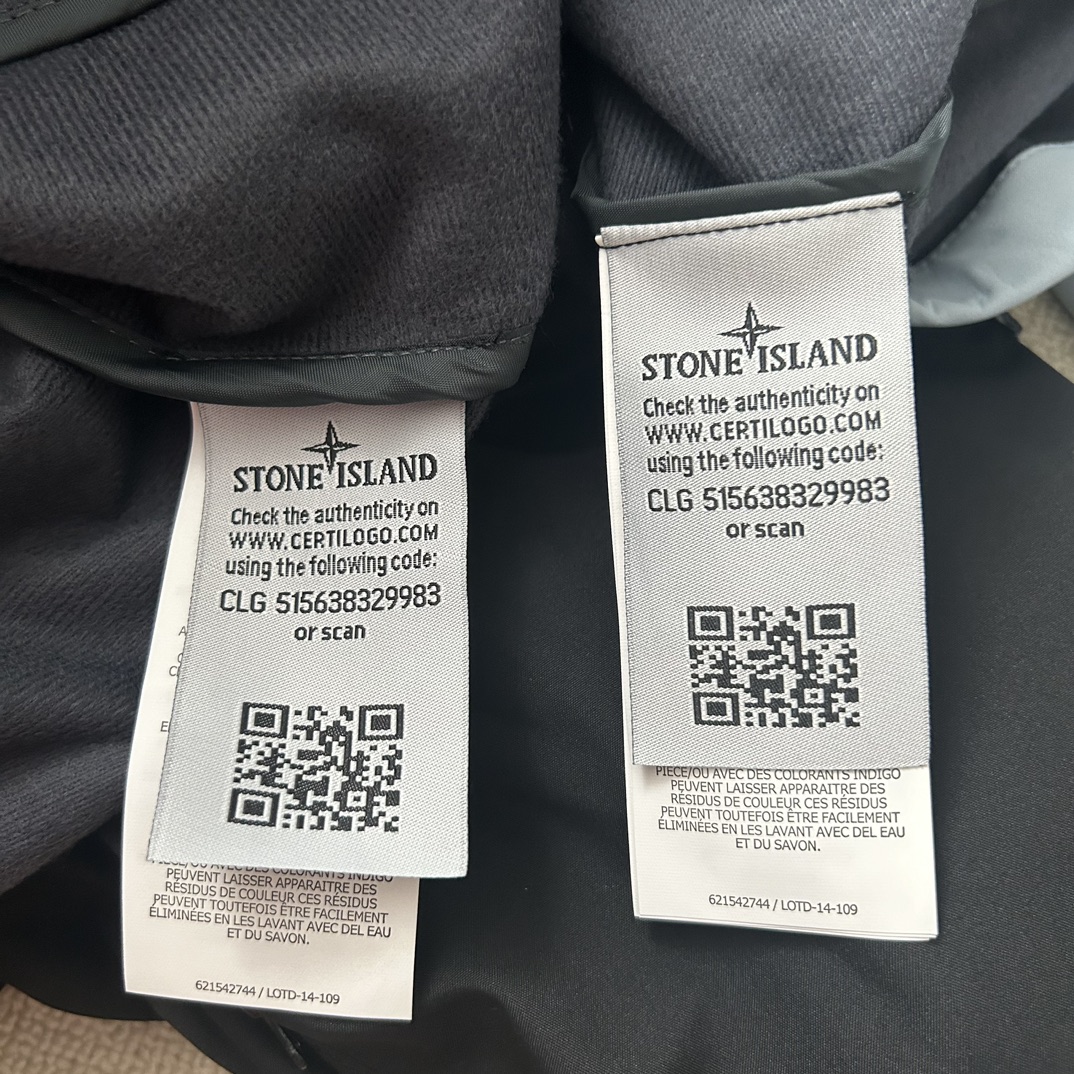 STONE ISLAND
Check the authenticity on
WWW.CERTILOGO.COM
using the following code:
CLG 515638329983
or scan
PEUVENT LAISSER APPARAITRE DES
RÉSIDUS DE COULEUR CES RÉSIDUS
PEUVENT TOUTEFOIS ÊTRE FACILEMENT
ÉLIMINÉES EN LES LAVANT AVEC DEL EAU
ET DU SAVON.
621542744 / LOTD-14-109
STONE ISLAND
Check the authenticity on
WWW.CERTILOGO.COM
using the following code:
CLG 515638329983
or scan
PIECE/OU AVEC DES COLORANTS INDIGO
PEUVENT LAISSER APPARAITRE DES
RÉSIDUS DE COULEUR CES RÉSIDUS
PEUVENT TOUTEFOIS ÊTRE FACILEMENT
ÉLIMINÉES EN LES LAVANT AVEC DEL EAU
ET DU SAVON.
621542744 / LOTD-14-109